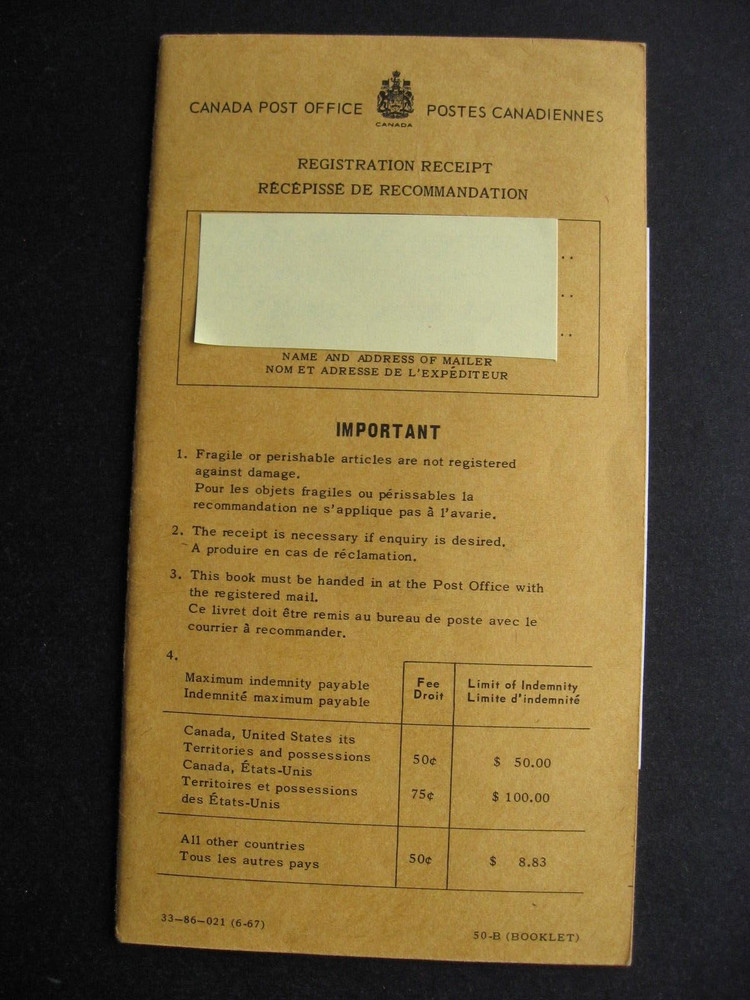 CANADA POST OFFICE CANADA POSTES CANADIENNES
REGISTRATION RECEIPT
RÉCÉPISSÉ DE RECOMMANDATION
NAME AND ADDRESS OF MAILER
NOM ET ADRESSE DE L'EXPÉDITEUR
IMPORTANT
1. Fragile or perishable articles are not registered
against damage.
Pour les objets fragiles ou périssables la
recommandation ne s'applique pas à l'avarie.
2. The receipt is necessary if enquiry is desired.
A produire en cas de réclamation.
3. This book must be handed in at the Post Office with
the registered mail.
Ce livret doit être remis au bureau de poste avec le
courrier à recommander.
4.
Maximum indemnity payable Fee Limit of Indemnity
Indemnité maximum payable Droit Limite d'indemnité
Canada, United States its
Territories and possessions
Canada, États-Unis 50¢ $ 50.00
Territoires et possessions
des États-Unis 75¢ $ 100.00
All other countries
Tous les autres pays 50¢ $ 8.83
33-86-021 (6-67)
50-B (BOOKLET)